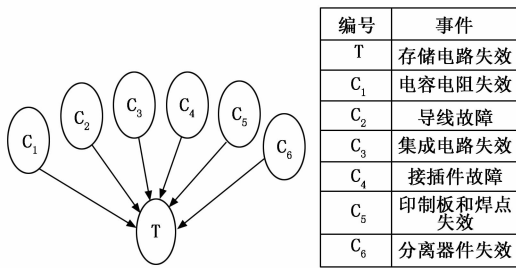 C1
C2
C3
C4
C5
C6
T
编号 事件
T 存储电路失效
C1 电容电阻失效
C2 导线故障
C3 集成电路失效
C4 接插件故障
C5 印制板和焊点
失效
C6 分离器件失效